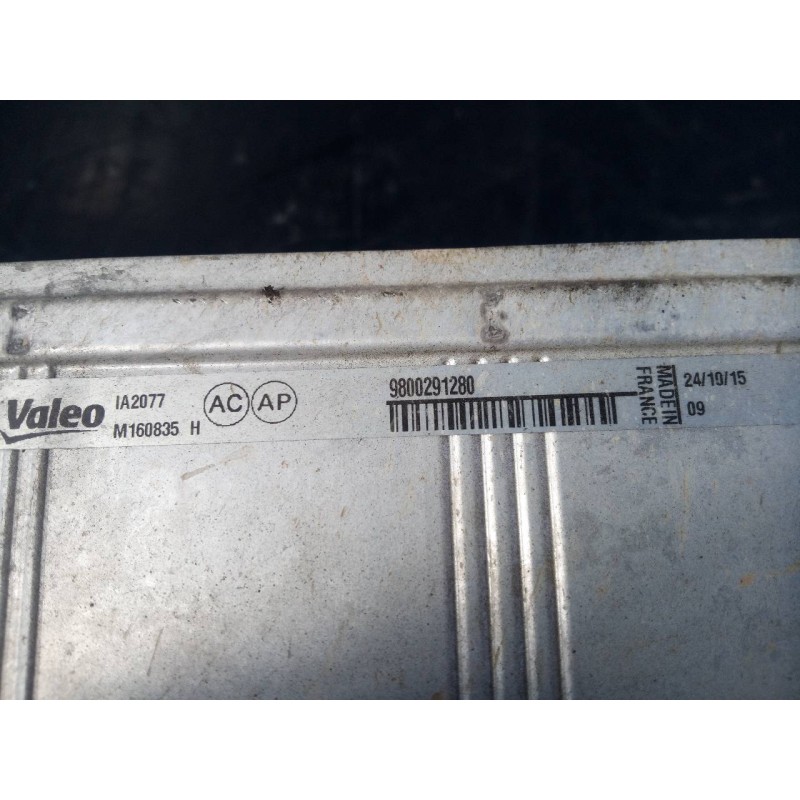 Valeo
IA2077
M160835 H
AC AP
9800291280
MADE IN
FRANCE
24/10/15
09